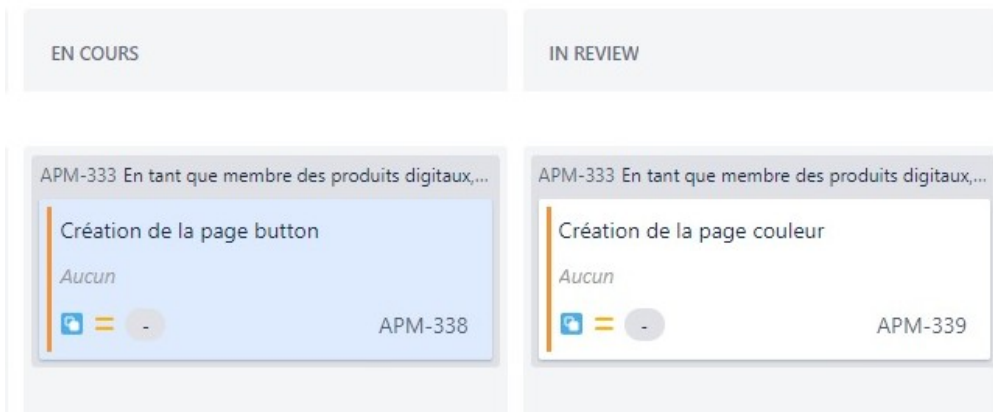 EN COURS
IN REVIEW
APM-333 En tant que membre des produits digitaux,...
Création de la page button
Aucun
-
APM-338
APM-333 En tant que membre des produits digitaux,...
Création de la page couleur
Aucun
-
APM-339